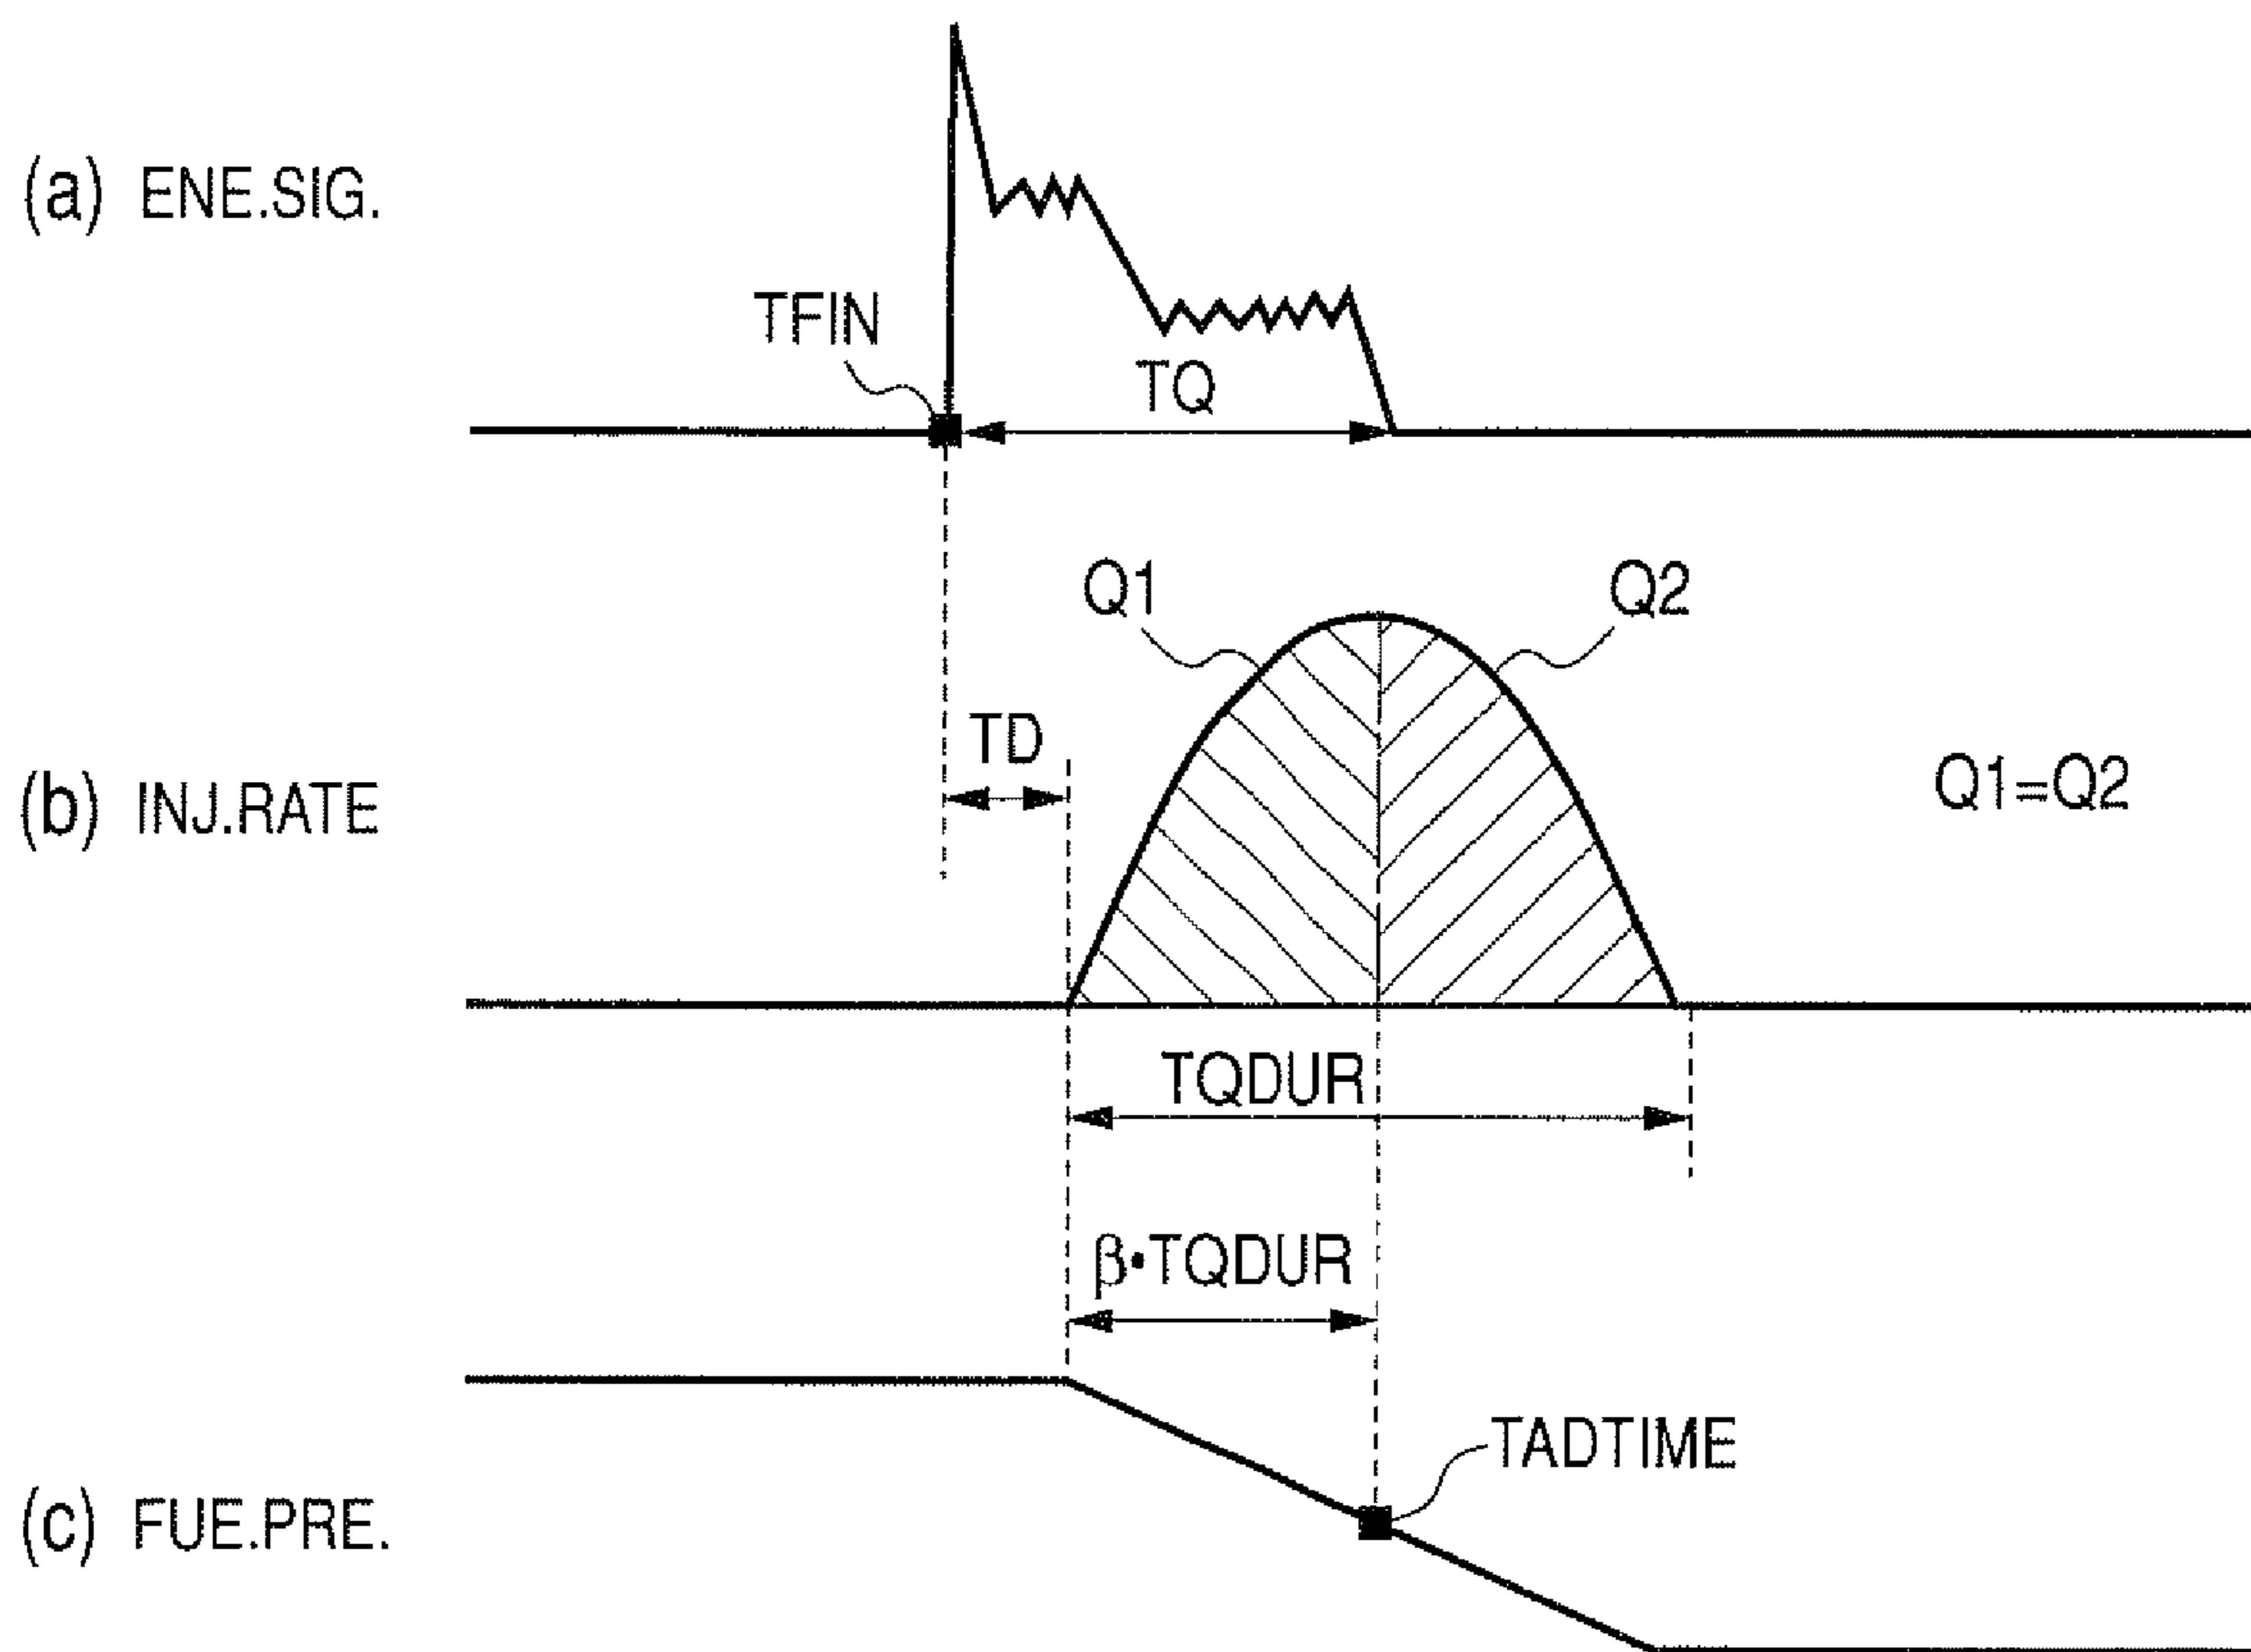 (a) ENE.SIG.
TFIN
TQ
Q1
Q2
TD
(b) INJ.RATE
Q1=Q2
TQDUR
β•TQDUR
TADTIME
(c) FUE.PRE.